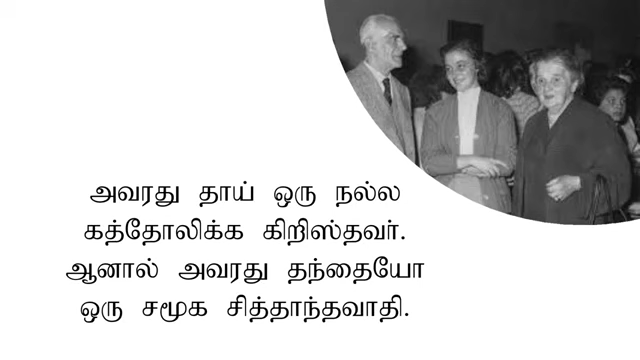 அவரது தாய் ஒரு நல்ல
கத்தோலிக்க கிறிஸ்தவர்.
ஆனால் அவரது தந்தையோ
ஒரு சமூக சித்தாந்தவாதி.